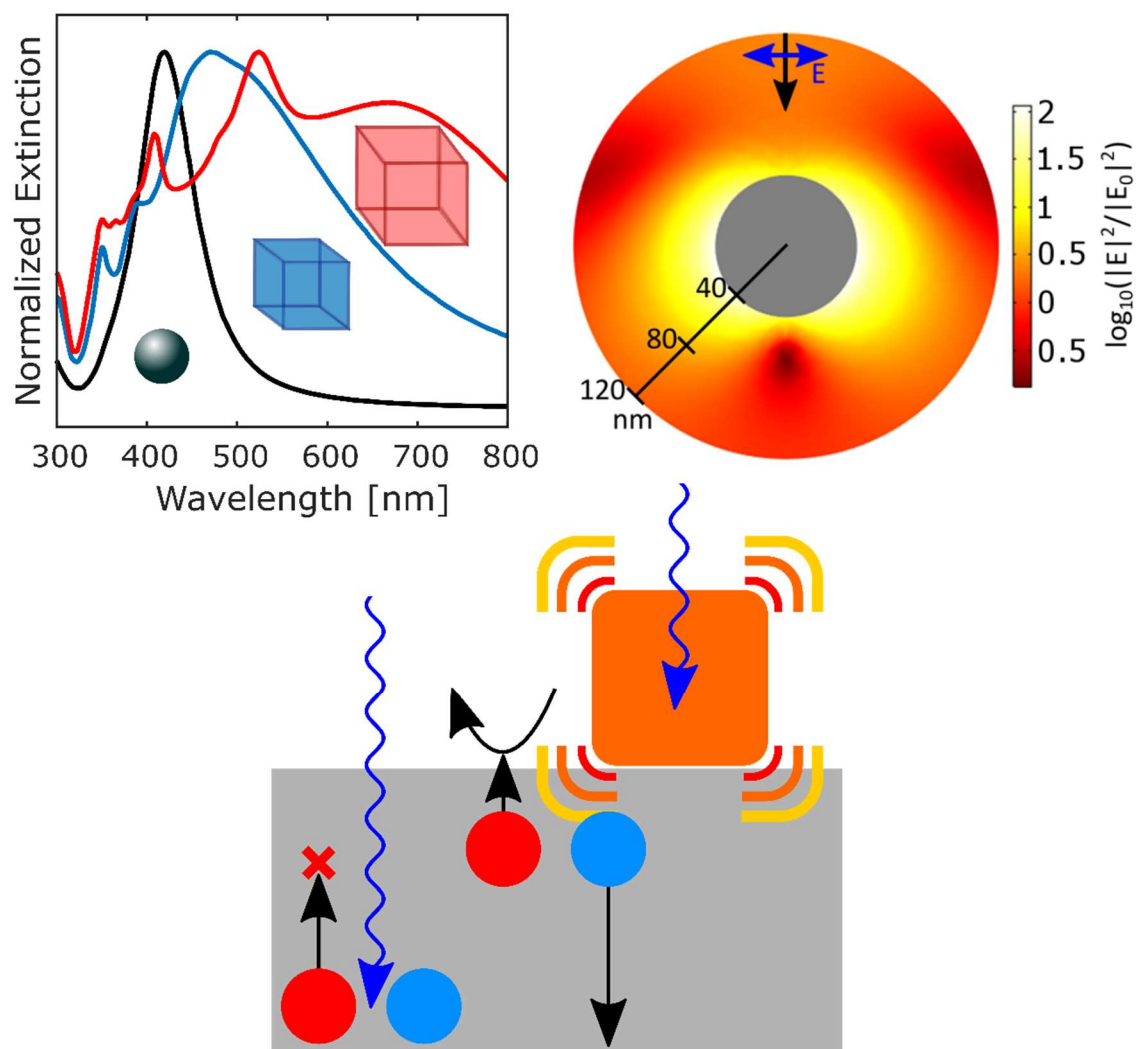 Normalized Extinction
300 400 500 600 700 800
Wavelength [nm]
E
40
80
120
nm
2
1.5
1
0.5
0
0.5
log₁₀(|E|²/|E₀|²)